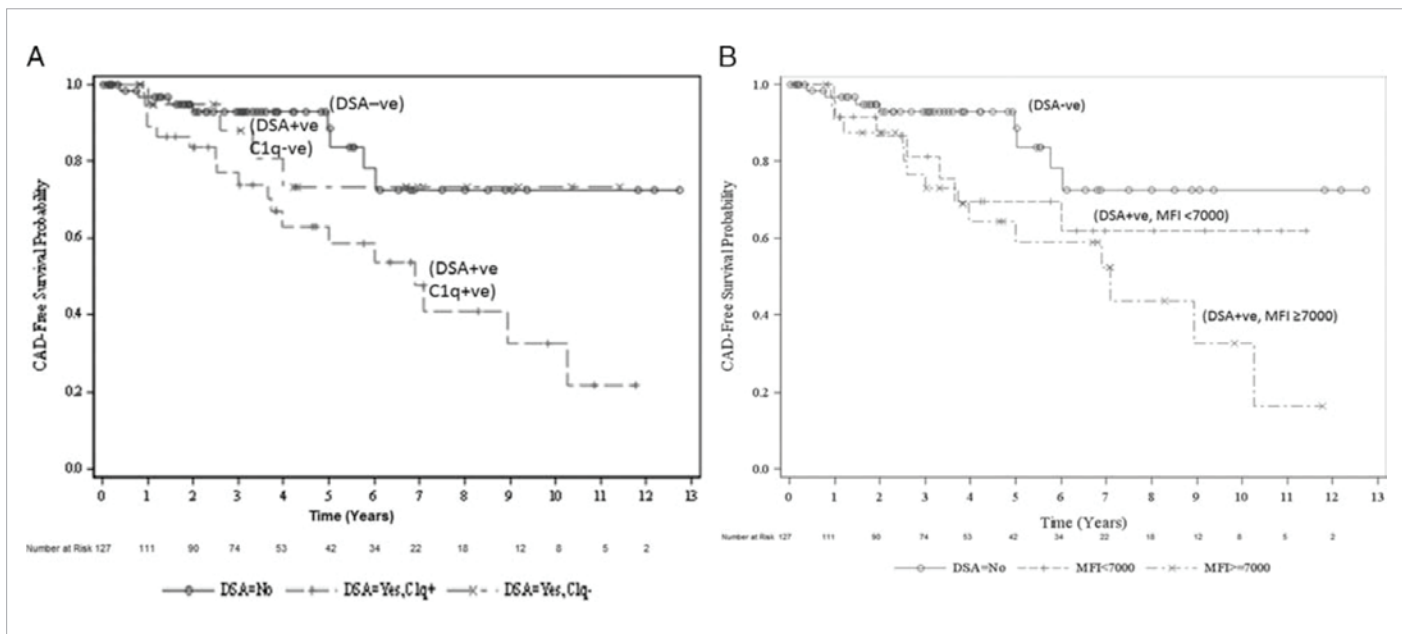 A
CAD-Free Survival Probability
1.0
0.8
0.6
0.4
0.2
0.0
(DSA–ve)
(DSA+ve
C1q-ve)
(DSA+ve
C1q+ve)
0 1 2 3 4 5 6 7 8 9 10 11 12 13
Time (Years)
Number at Risk 127 111 90 74 53 42 34 22 18 12 8 5 2
DSA=No DSA=Yes,Clq+ DSA=Yes,Clq-
B
CAD-Free Survival Probability
1.0
0.8
0.6
0.4
0.2
0.0
(DSA-ve)
(DSA+ve, MFI <7000)
(DSA+ve, MFI ≥7000)
0 1 2 3 4 5 6 7 8 9 10 11 12 13
Time (Years)
Number at Risk 127 111 90 74 53 42 34 22 18 12 8 5 2
DSA=No MFI<7000 MFI>=7000